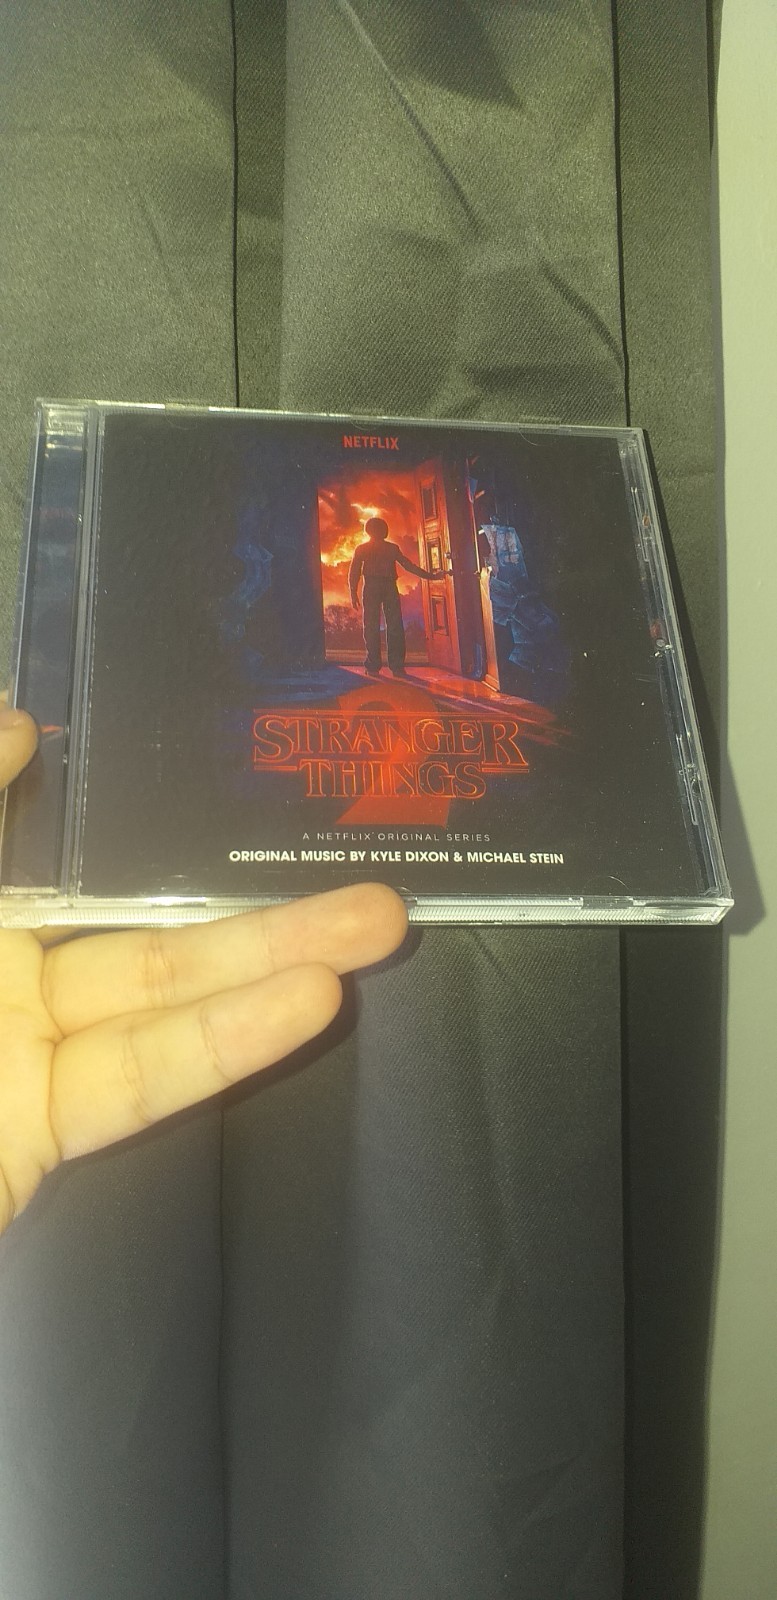 NETFLIX
2
STRANGER
THINGS
A NETFLIX ORIGINAL SERIES
ORIGINAL MUSIC BY KYLE DIXON & MICHAEL STEIN